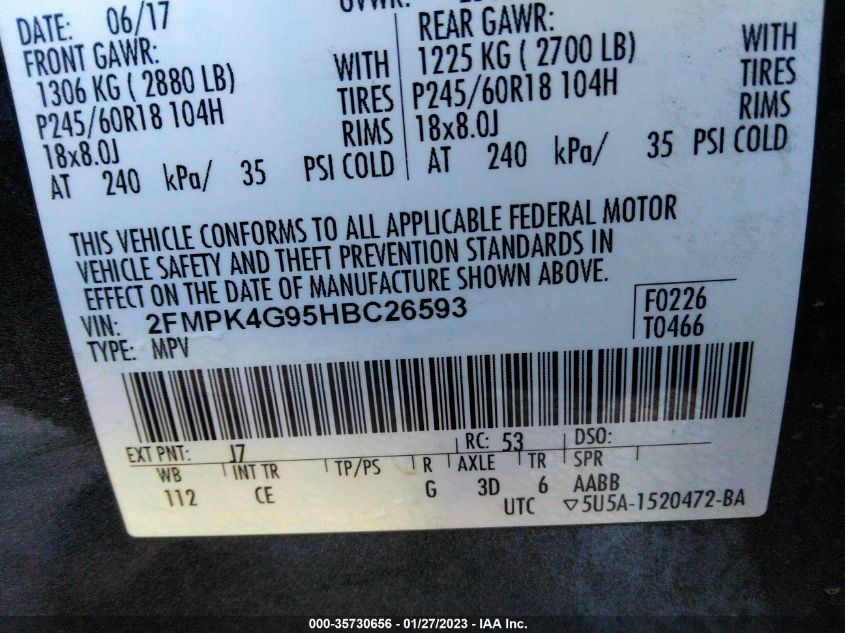 DATE: 06/17
GVWR:
FRONT GAWR:
1306 KG ( 2880 LB)
P245/60R18 104H
18x8.0J
AT 240 kPa/ 35 PSI COLD
WITH
TIRES
RIMS
REAR GAWR:
1225 KG ( 2700 LB)
P245/60R18 104H
18x8.0J
AT 240 kPa/ 35 PSI COLD
WITH
TIRES
RIMS
THIS VEHICLE CONFORMS TO ALL APPLICABLE FEDERAL MOTOR
VEHICLE SAFETY AND THEFT PREVENTION STANDARDS IN
EFFECT ON THE DATE OF MANUFACTURE SHOWN ABOVE.
VIN: 2FMPK4G95HBC26593
TYPE: MPV
F0226
T0466
EXT PNT: J7 RC: 53 DSO:
WB INT TR TP/PS R AXLE TR SPR
112 CE G 3D 6 AABB
UTC ▽5U5A-1520472-BA
000-35730656 - 01/27/2023 - IAA Inc.